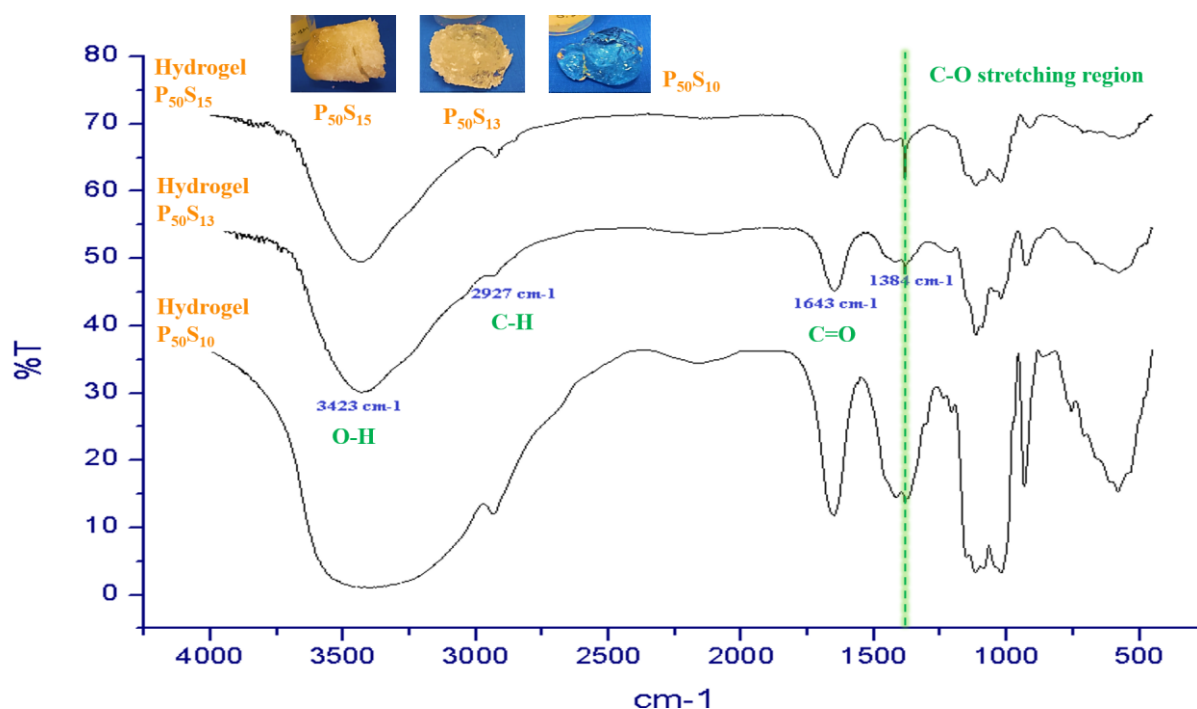 80
70
60
50
40
30
20
10
0
%T
Hydrogel
P₅₀S₁₅
Hydrogel
P₅₀S₁₃
Hydrogel
P₅₀S₁₀
P₅₀S₁₅
P₅₀S₁₃
P₅₀S₁₀
C-O stretching region
2927 cm-1
C-H
3423 cm-1
O-H
1643 cm-1
C=O
1384 cm-1
4000 3500 3000 2500 2000 1500 1000 500
cm-1